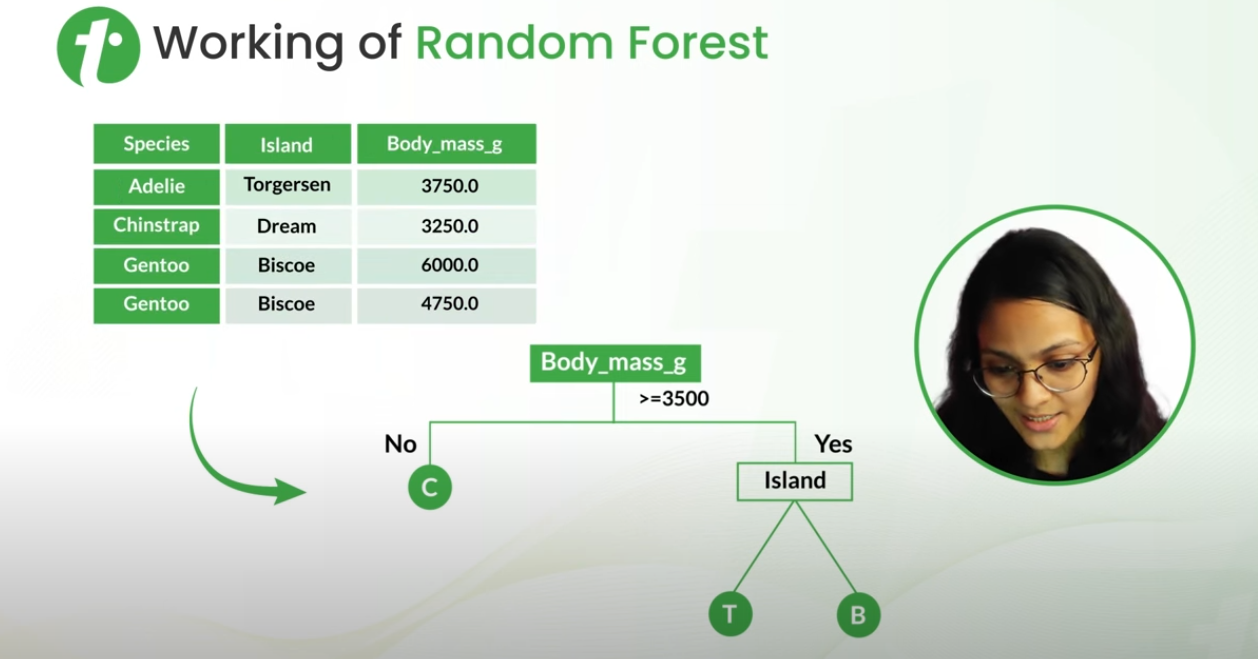 Working of Random Forest
Species Island Body_mass_g
Adelie Torgersen 3750.0
Chinstrap Dream 3250.0
Gentoo Biscoe 6000.0
Gentoo Biscoe 4750.0
Body_mass_g
>=3500
No Yes
C Island
T B